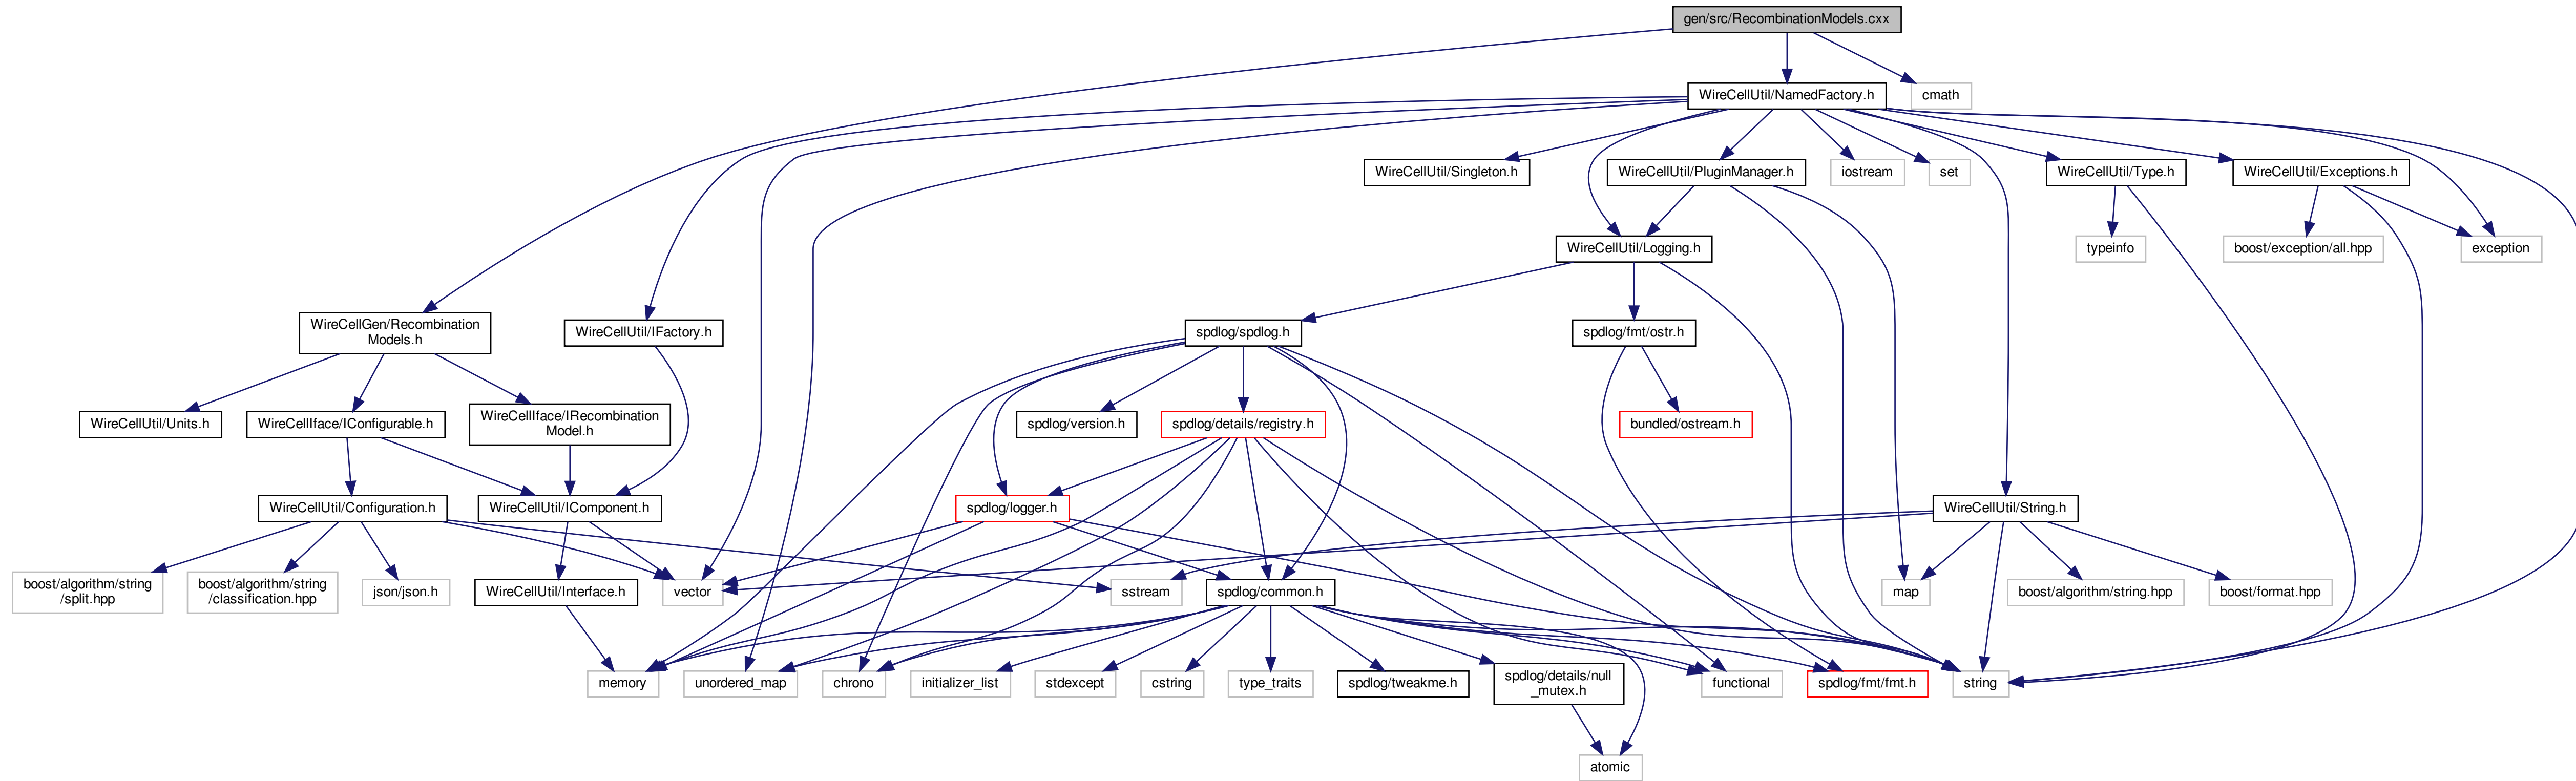 gen/src/RecombinationModels.cxx
WireCellUtil/NamedFactory.h
cmath
WireCellUtil/Singleton.h
WireCellUtil/PluginManager.h
iostream
set
WireCellUtil/Type.h
WireCellUtil/Exceptions.h
WireCellUtil/Logging.h
typeinfo
boost/exception/all.hpp
exception
WireCellGen/Recombination
Models.h
WireCellUtil/IFactory.h
spdlog/spdlog.h
spdlog/fmt/ostr.h
WireCellUtil/Units.h
WireCellIface/IConfigurable.h
WireCellIface/IRecombination
Model.h
spdlog/version.h
spdlog/details/registry.h
bundled/ostream.h
WireCellUtil/Configuration.h
WireCellUtil/IComponent.h
spdlog/logger.h
WireCellUtil/String.h
boost/algorithm/string
/split.hpp
boost/algorithm/string
/classification.hpp
json/json.h
WireCellUtil/Interface.h
vector
sstream
spdlog/common.h
map
boost/algorithm/string.hpp
boost/format.hpp
memory
unordered_map
chrono
initializer_list
stdexcept
cstring
type_traits
spdlog/tweakme.h
spdlog/details/null
_mutex.h
functional
spdlog/fmt/fmt.h
string
atomic